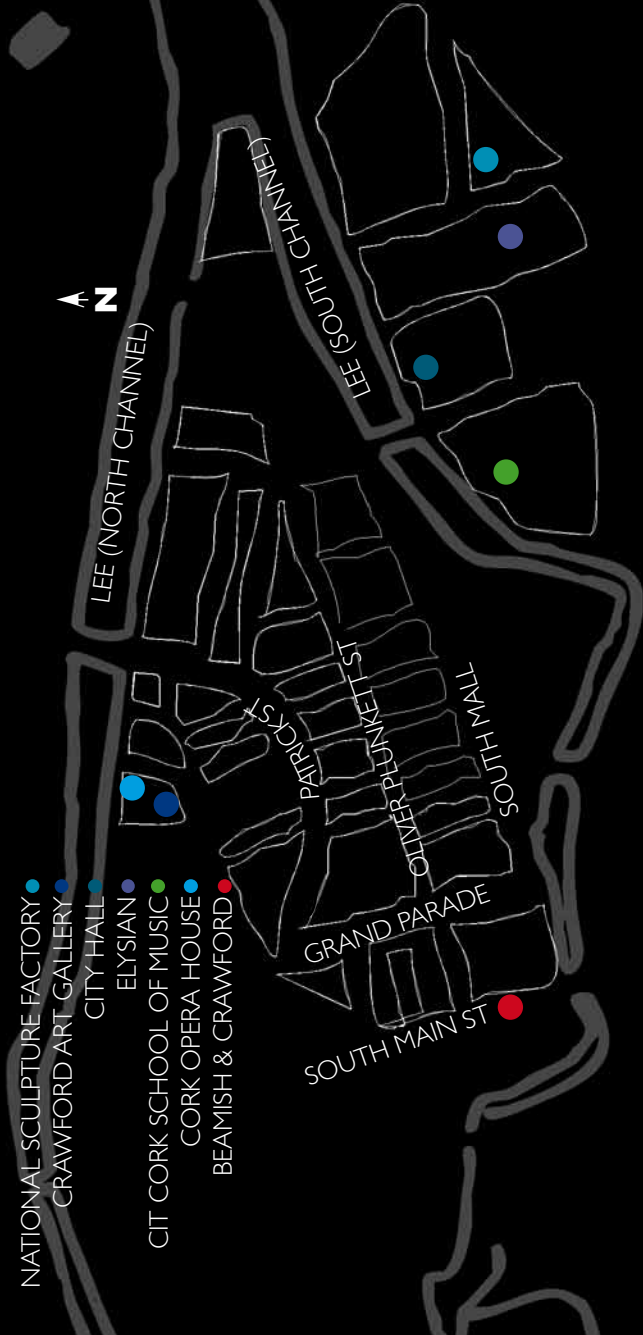 N
LEE (NORTH CHANNEL)
LEE (SOUTH CHANNEL)
PATRICK ST
OLIVER PLUNKETT ST
SOUTH MALL
GRAND PARADE
SOUTH MAIN ST
NATIONAL SCULPTURE FACTORY
CRAWFORD ART GALLERY
CITY HALL
ELYSIAN
CIT CORK SCHOOL OF MUSIC
CORK OPERA HOUSE
BEAMISH & CRAWFORD